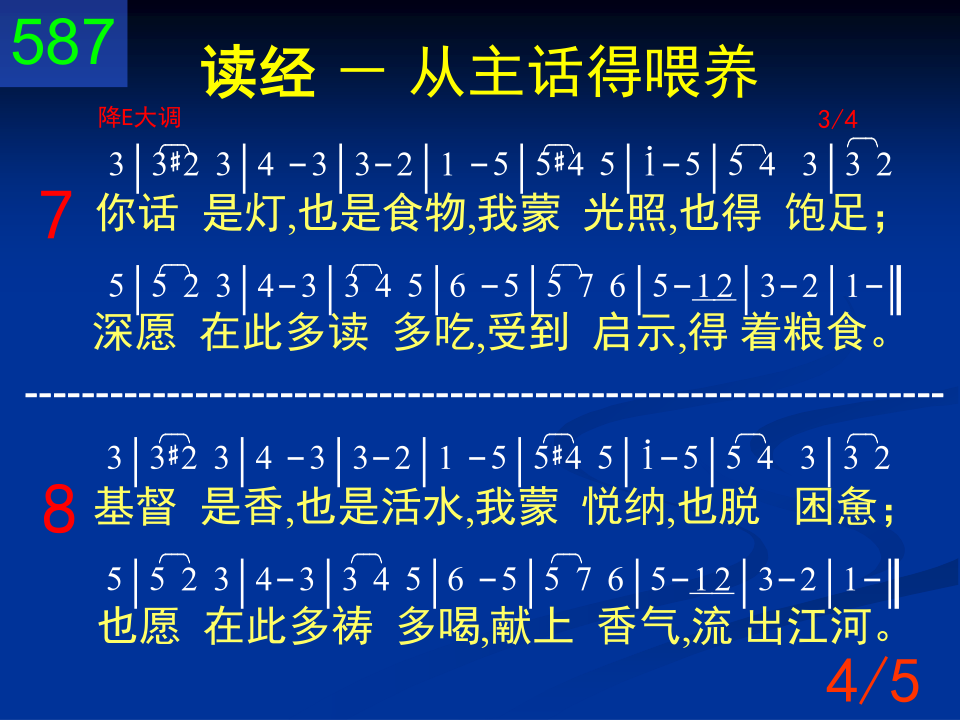 587
读经 － 从主话得喂养
降E大调 3/4
3|3#2 3|4 -3|3-2|1 -5|5#4 5|i-5|5 4 3|3 2
7
你话 是灯,也是食物,我蒙 光照,也得 饱足；
5|5 2 3|4-3|3 4 5|6 -5|5 7 6|5-12|3-2|1-‖
深愿 在此多读 多吃,受到 启示,得 着粮食。
-----------------------------------------------------------------
3|3#2 3|4 -3|3-2|1 -5|5#4 5|i-5|5 4 3|3 2
8
基督 是香,也是活水,我蒙 悦纳,也脱 困惫；
5|5 2 3|4-3|3 4 5|6 -5|5 7 6|5-12|3-2|1-‖
也愿 在此多祷 多喝,献上 香气,流 出江河。
4/5